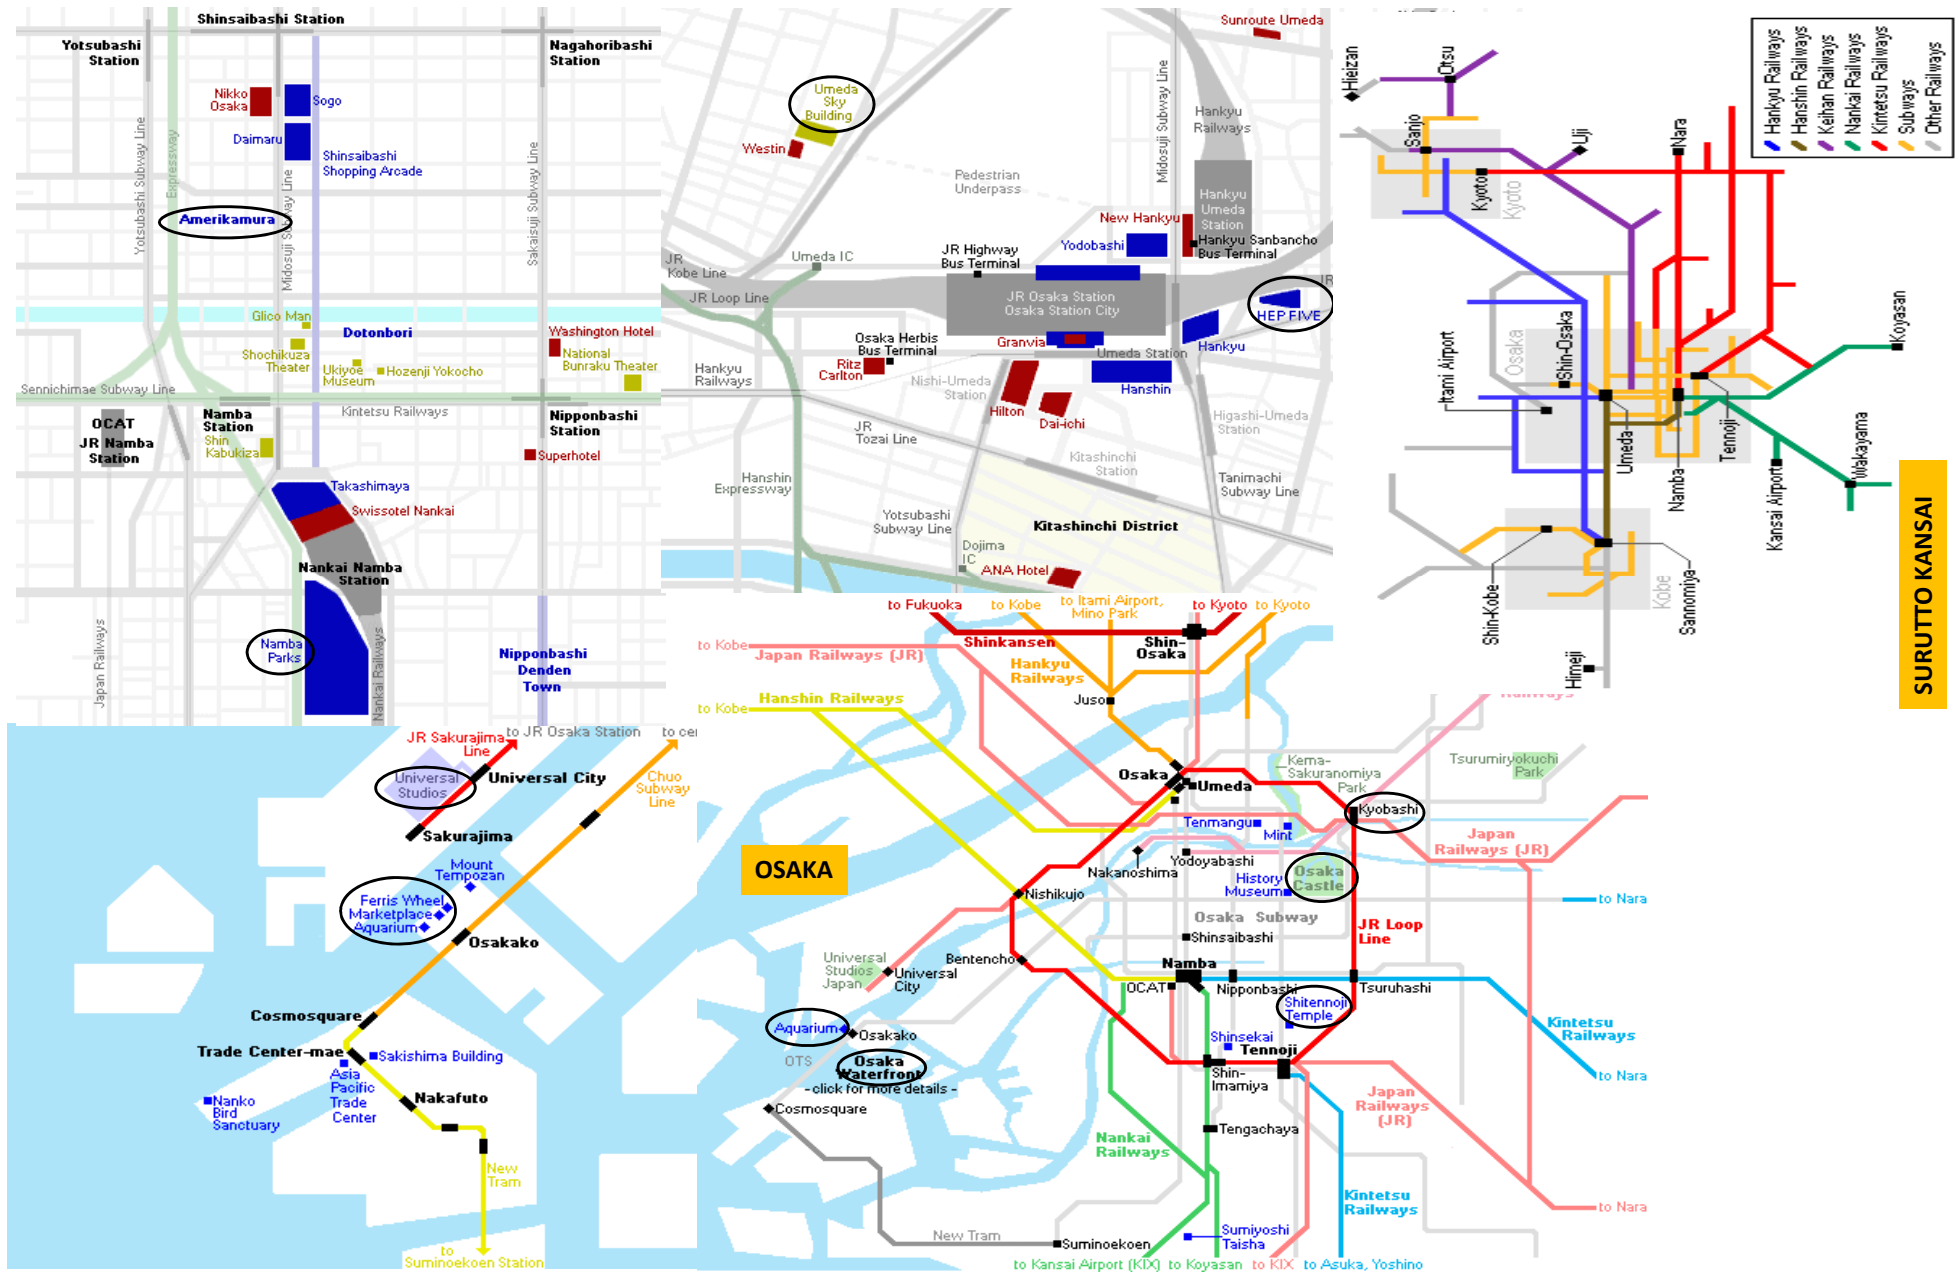 Shinsaibashi Station
Yotsubashi
Station
Nagahoribashi
Station
Nikko
Osaka
Sogo
Daimaru
Shinsaibashi
Shopping Arcade
Yotsubashi Subway Line
Expressway
Midosuji Subway Line
Sakaisuji Subway Line
Amerikamura
Glico Man
Dotonbori
Shochikuza
Theater
Ukiyoe
Museum
Hozenji Yokocho
Washington Hotel
National
Bunraku Theater
Sennichimae Subway Line
Kintetsu Railways
OCAT
JR Namba
Station
Namba
Station
Shin
Kabukiza
Nipponbashi
Station
Superhotel
Takashimaya
Swissotel Nankai
Nankai Namba
Station
Namba
Parks
Japan Railways
Nankai Railways
Nipponbashi
Denden
Town
Sunroute Umeda
Umeda
Sky
Building
Westin
Midosuji Subway Line
Hankyu
Railways
Pedestrian
Underpass
Hankyu
Umeda
Station
New Hankyu
Yodobashi
Hankyu Sanbancho
Bus Terminal
JR Highway
Bus Terminal
Umeda IC
JR
Kobe Line
JR Loop Line
JR Osaka Station
Osaka Station City
JR
HEP FIVE
Osaka Herbis
Bus Terminal
Granvia
Umeda Station
Hankyu
Ritz
Carlton
Hankyu
Railways
Nishi-Umeda
Station
Hanshin
Hilton
Dai-ichi
Higashi-Umeda
Station
JR
Tozai Line
Kitashinchi
Station
Hanshin
Expressway
Tanimachi
Subway Line
Yotsubashi
Subway Line
Kitashinchi District
Dojima
IC
ANA Hotel
Hieizan
Otsu
Sanjo
Uji
Nara
Kyoto
Kyoto
Hankyu Railways
Hanshin Railways
Keihan Railways
Nankai Railways
Kintetsu Railways
Subways
Other Railways
Itami Airport
Osaka
Shin-Osaka
Koyasan
Umeda
Namba
Tennoji
Kansai Airport
Wakayama
Shin-Kobe
Kobe
Sannomiya
Himeji
SURUTTO KANSAI
JR Sakurajima
Line
to JR Osaka Station
Universal
Studios
Universal City
Chuo
Subway
Line
Sakurajima
Mount
Tempozan
Ferris Wheel
Marketplace
Aquarium
Osakako
Cosmosquare
Trade Center-mae
Sakishima Building
Asia
Pacific
Trade
Center
Nakafuto
Nanko
Bird
Sanctuary
New
Tram
to
Suminoekoen Station
OSAKA
to Fukuoka
to Kobe
to Itami Airport,
Mino Park
to Kyoto
to Kyoto
Shinkansen
Shin-
Osaka
to Kobe
Japan Railways (JR)
Hankyu
Railways
Juso
to Kobe
Hanshin Railways
Railways
Osaka
Umeda
Kema-
Sakuranomiya
Park
Tsurumiryokuchi
Park
Kyobashi
Tenmangu
Mint
Japan
Railways (JR)
Nakanoshima
Yodoyabashi
History
Museum
Osaka
Castle
Nishikujo
Osaka Subway
to Nara
Shinsaibashi
JR Loop
Line
Universal
Studios
Japan
Universal
City
Bentencho
Namba
OCAT
Nipponbashi
Tsuruhashi
Shitennoji
Temple
Aquarium
Osakako
OTS
Osaka
Waterfront
- click for more details -
Shinsekai
Tennoji
Shin-
Imamiya
Kintetsu
Railways
to Nara
Cosmosquare
Japan
Railways
(JR)
Tengachaya
Nankai
Railways
Kintetsu
Railways
to Nara
New Tram
Suminoekoen
Sumiyoshi
Taisha
to Kansai Airport (KIX)
to Koyasan
to KIX
to Asuka, Yoshino